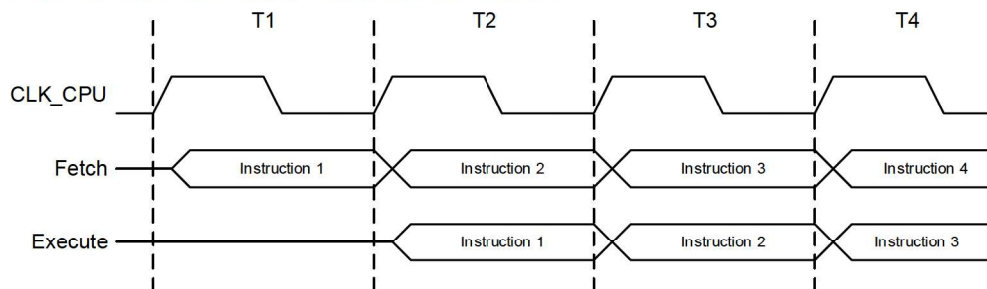 T1 T2 T3 T4
CLK_CPU
Fetch Instruction 1 Instruction 2 Instruction 3 Instruction 4
Execute Instruction 1 Instruction 2 Instruction 3